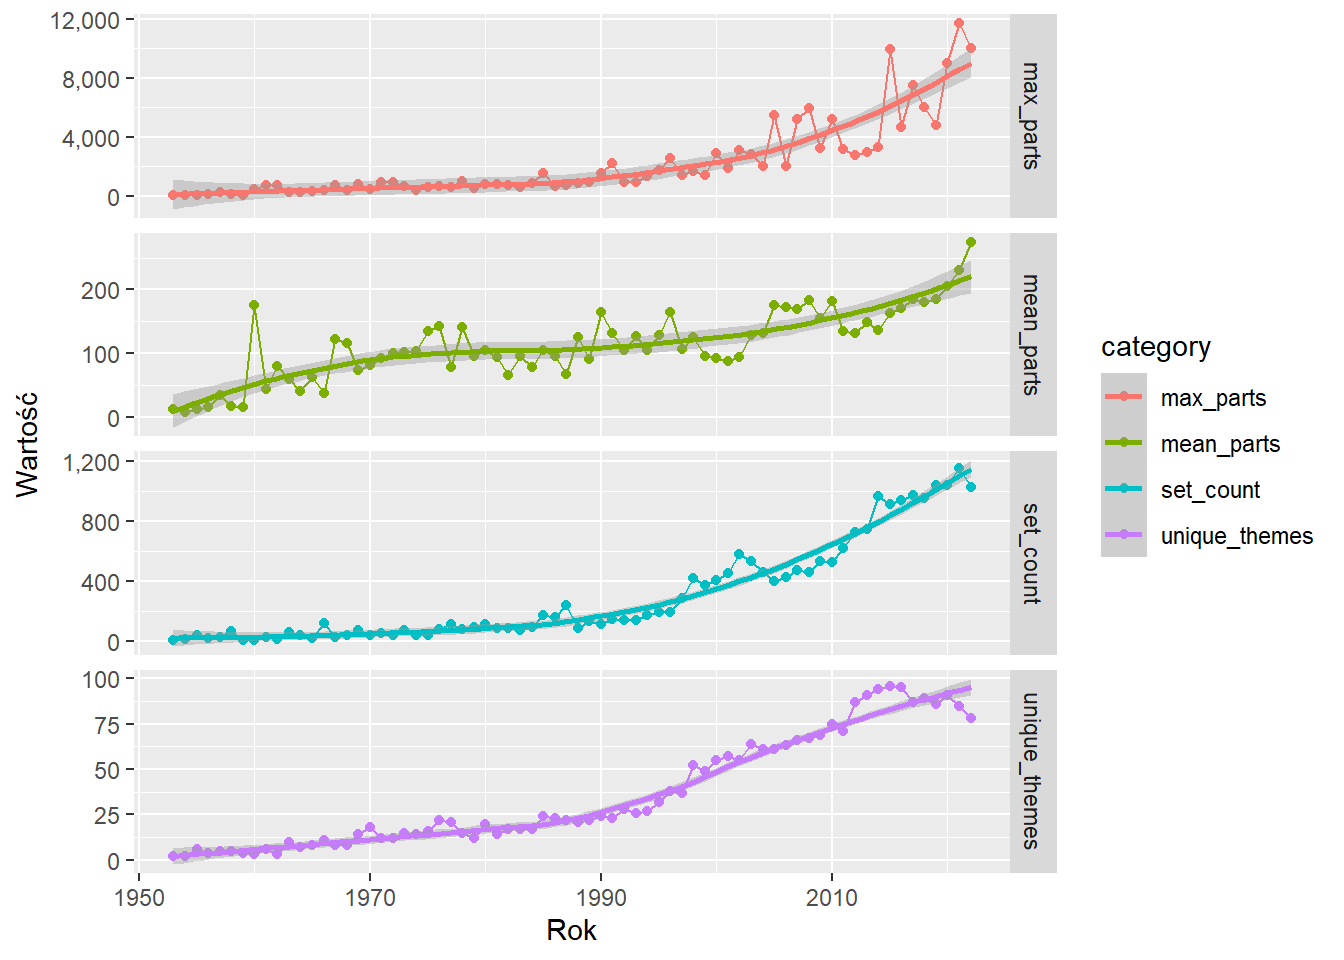 12,000
8,000
4,000
0
max_parts
200
100
0
mean_parts
1,200
800
400
0
set_count
100
75
50
25
0
unique_themes
1950
1970
1990
2010
Rok
Wartość
category
max_parts
mean_parts
set_count
unique_themes